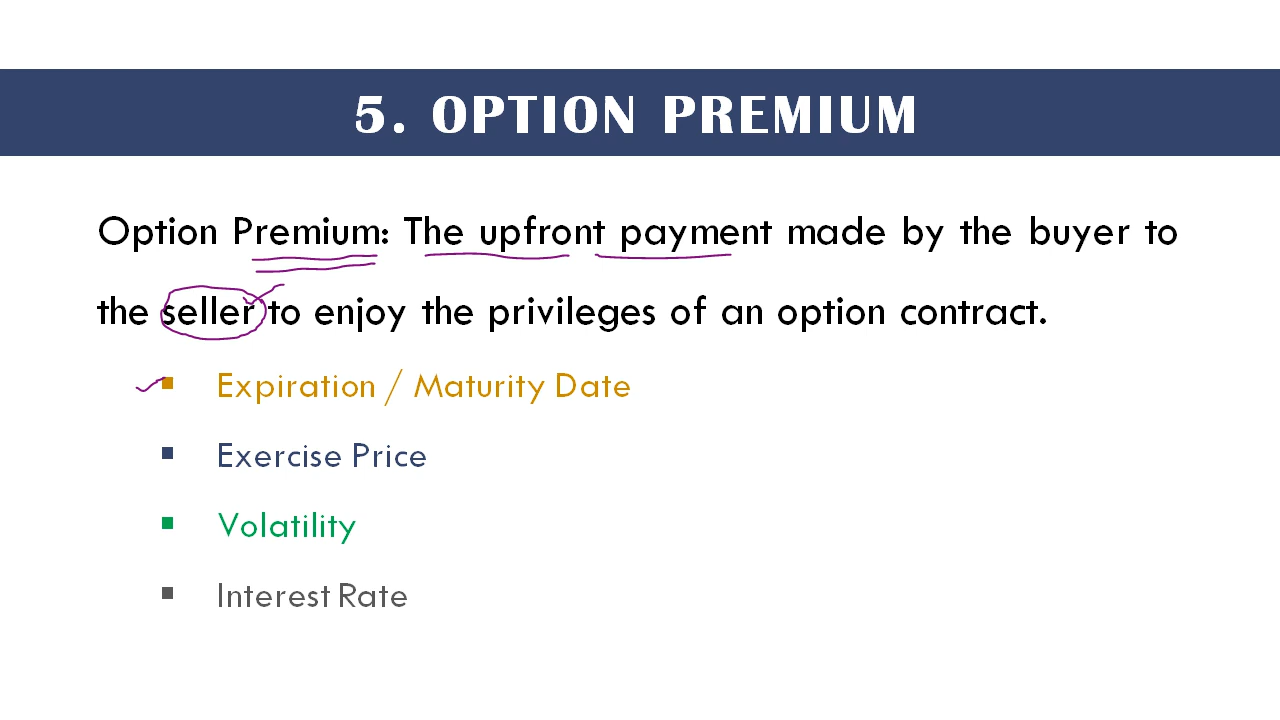 5. OPTION PREMIUM
Option Premium: The upfront payment made by the buyer to
the seller to enjoy the privileges of an option contract.
Expiration / Maturity Date
Exercise Price
Volatility
Interest Rate